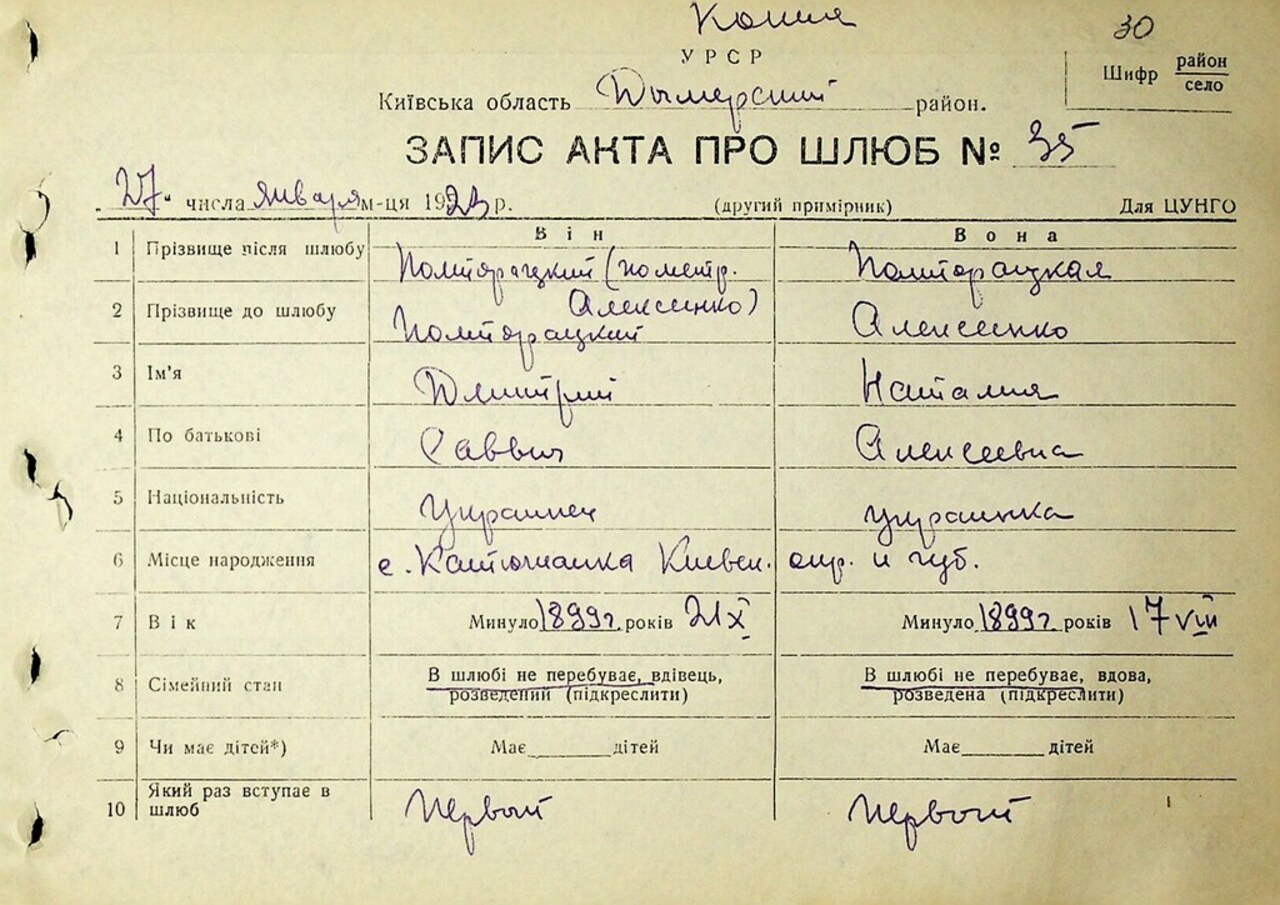 Копия
30
УРСР
Шифр район село
Київська область Дымерский район.
ЗАПИС АКТА ПРО ШЛЮБ № 35
27 числа января м-ця 1923 р. (другий примірник) Для ЦУНГО
Він Вона
1 Прізвище після шлюбу Полторацкий (по метр. Алексеенко) Полторацкая
2 Прізвище до шлюбу Полторацкий Алексеенко
3 Ім'я Дмитрий Наталия
4 По батькові Саввич Алексеевна
5 Національність Украинец украинка
6 Місце народження с. Катюжанка Киевск. окр. и губ.
7 Вік Минуло 1899 г. років 21 X Минуло 1899 г. років 17 VIII
8 Сімейний стан В шлюбі не перебуває, вдівець, розведений (підкреслити) В шлюбі не перебуває, вдова, розведена (підкреслити)
9 Чи має дітей*) Має дітей Має дітей
10 Який раз вступає в шлюб Первый Первый